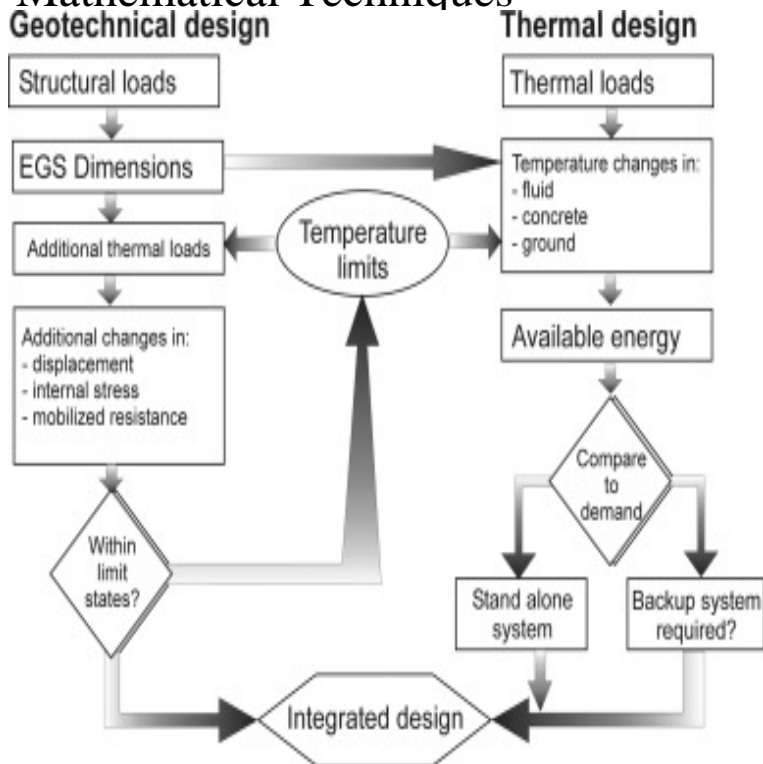 Mathematical Techniques
Geotechnical design
Structural loads
EGS Dimensions
Additional thermal loads
Additional changes in:
- displacement
- internal stress
- mobilized resistance
Within
limit
states?
Temperature
limits
Thermal design
Thermal loads
Temperature changes in:
- fluid
- concrete
- ground
Available energy
Compare
to
demand
Stand alone
system
Backup system
required?
Integrated design